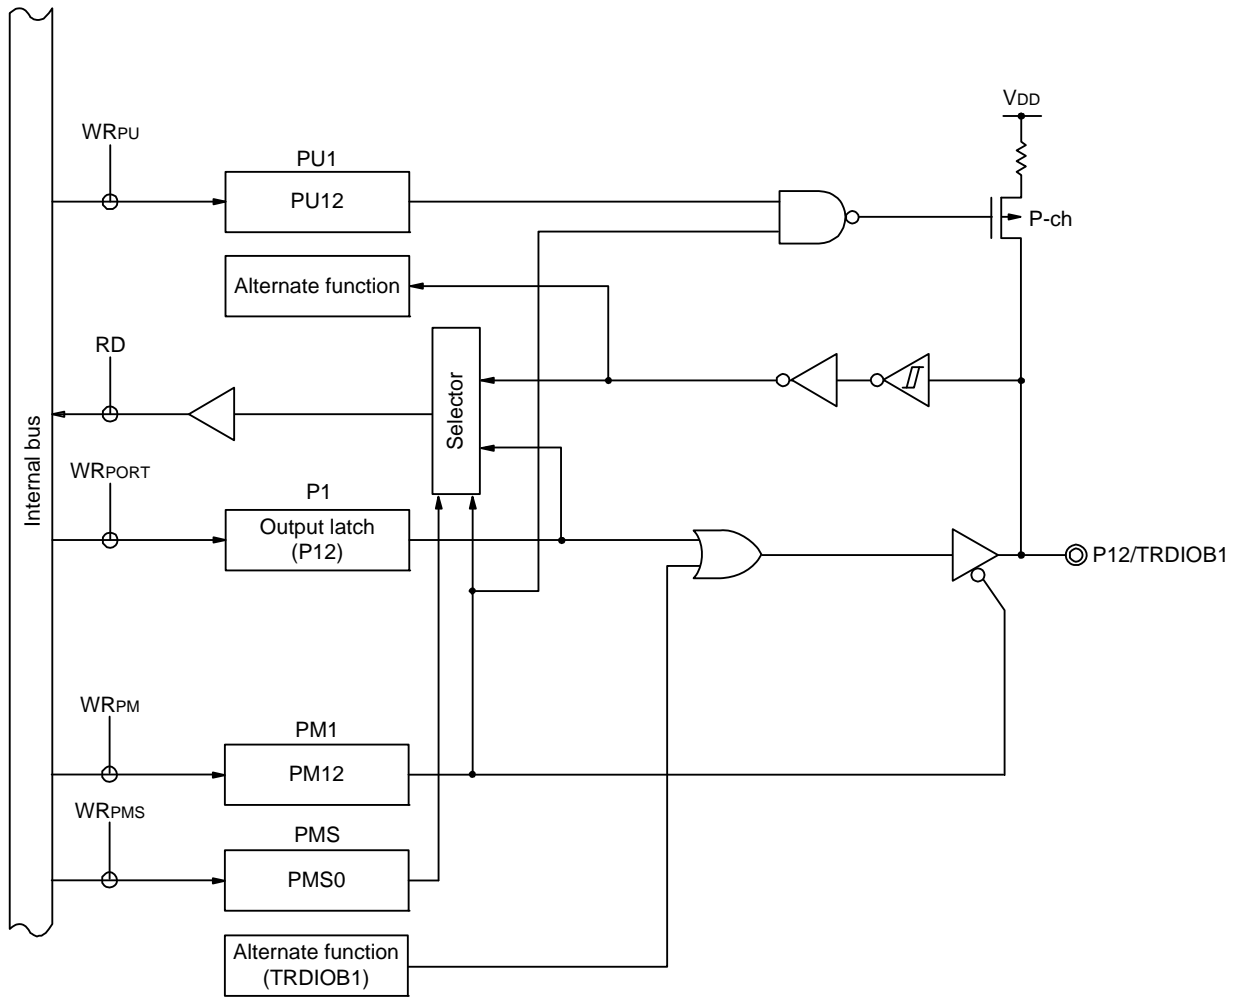 VDD
WRPU
PU1
PU12
P-ch
Alternate function
RD
Selector
Internal bus
WRPORT
P1
Output latch
(P12)
P12/TRDIOB1
WRPM
PM1
PM12
WRPMS
PMS
PMS0
Alternate function
(TRDIOB1)